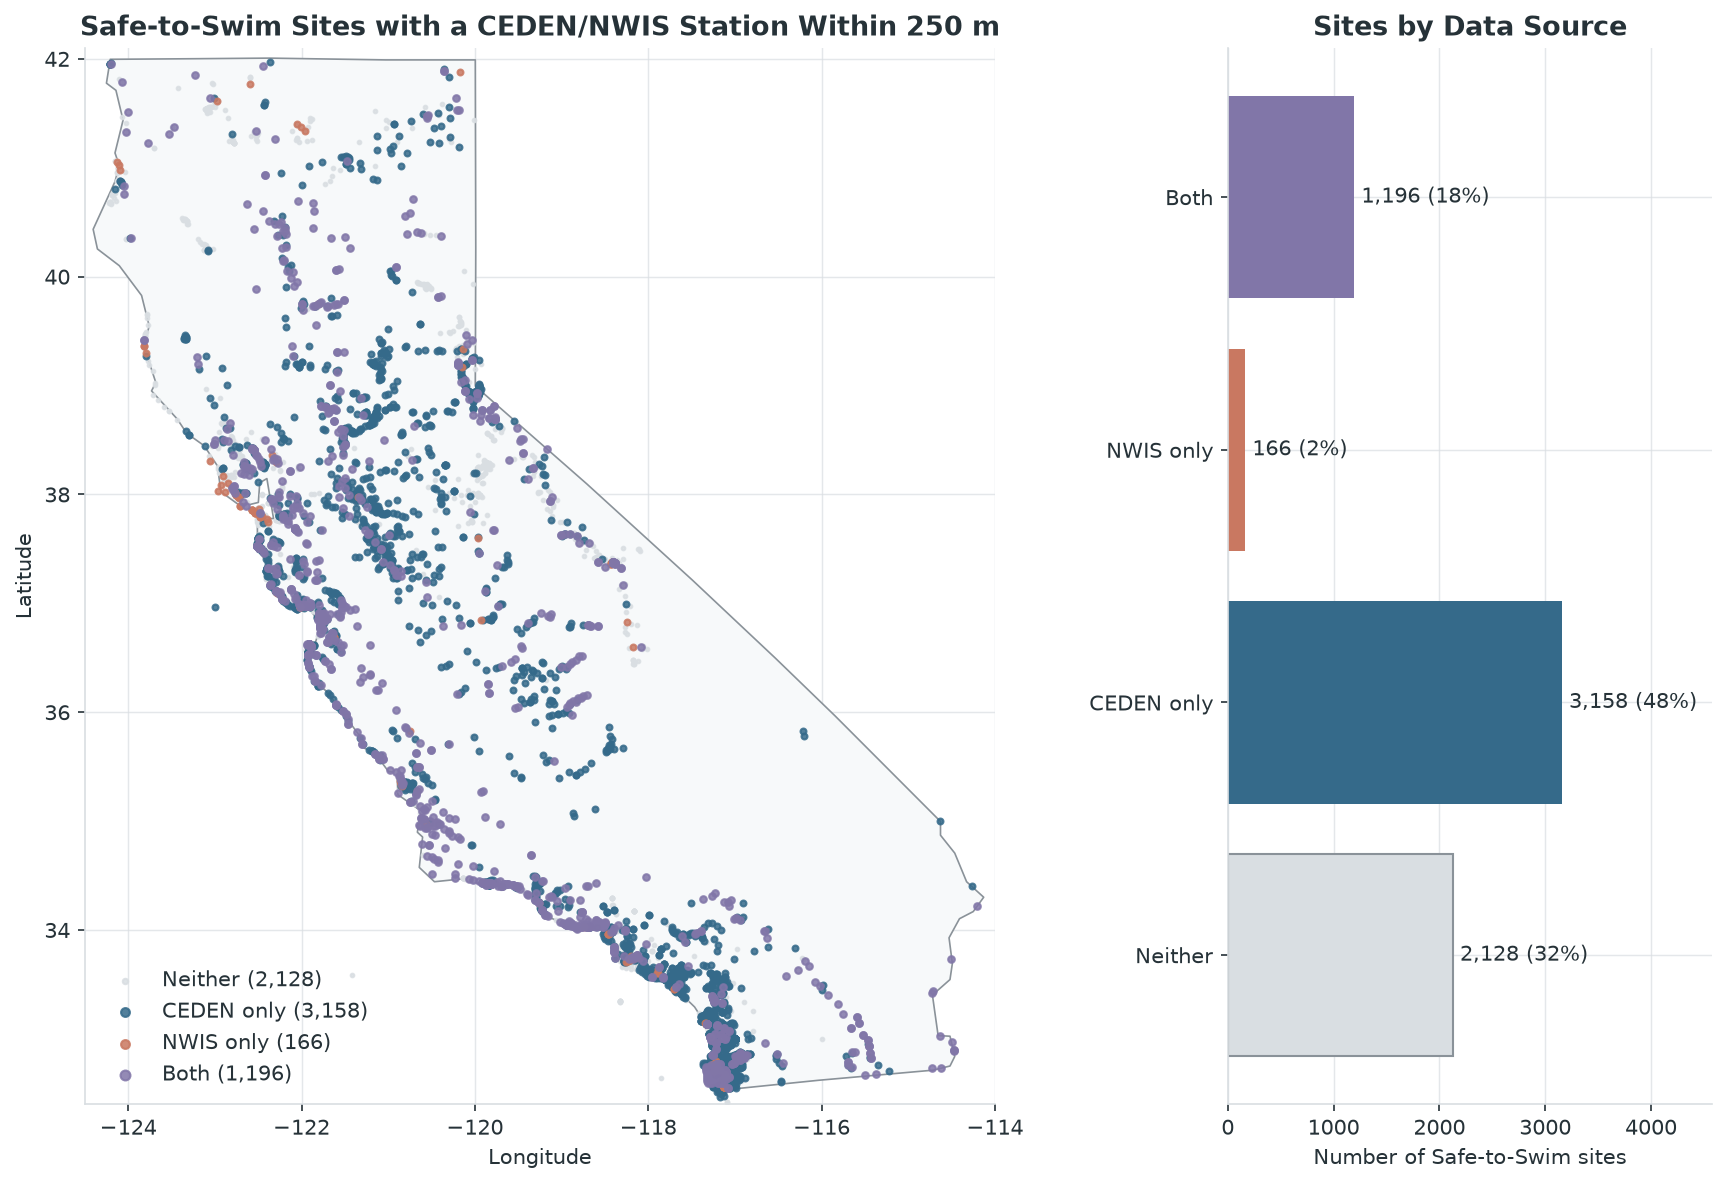 Safe-to-Swim Sites with a CEDEN/NWIS Station Within 250 m
42
40
38
36
34
Latitude
Neither (2,128)
CEDEN only (3,158)
NWIS only (166)
Both (1,196)
−124
−122
−120
−118
−116
−114
Longitude
Sites by Data Source
Both
1,196 (18%)
NWIS only
166 (2%)
CEDEN only
3,158 (48%)
Neither
2,128 (32%)
0
1000
2000
3000
4000
Number of Safe-to-Swim sites